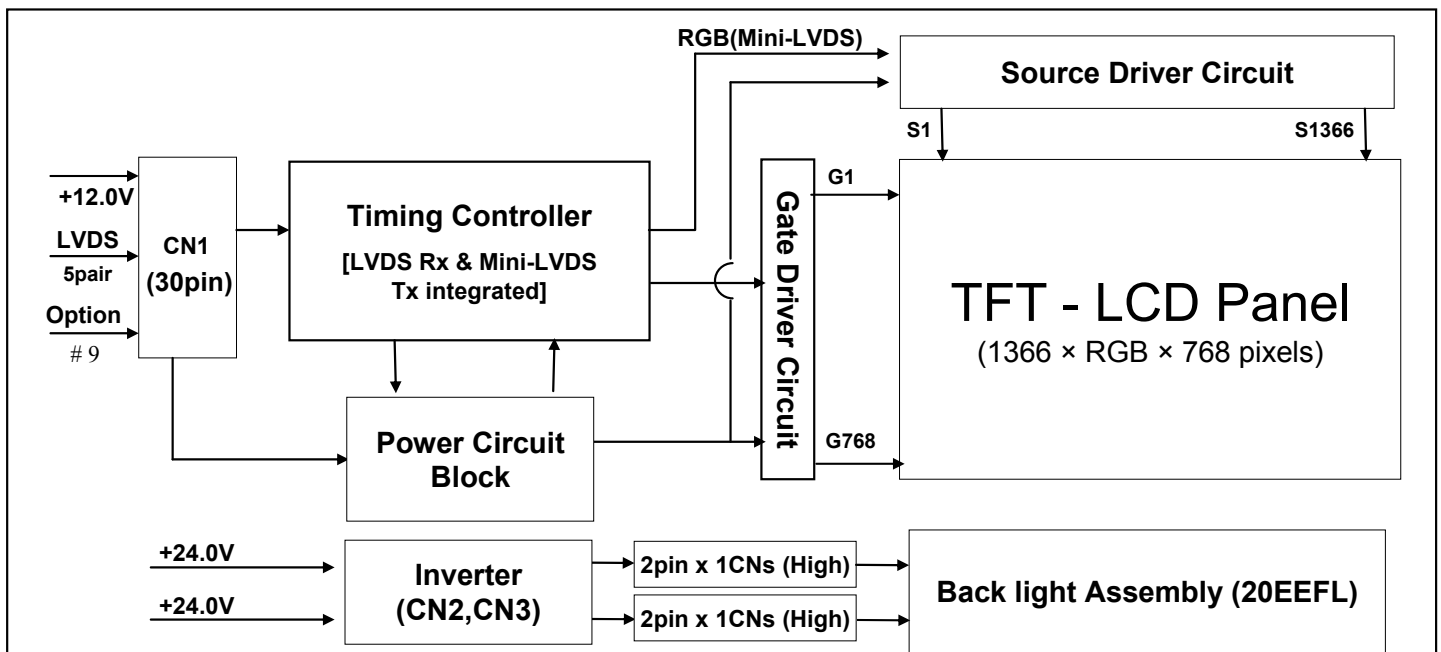 RGB(Mini-LVDS)
Source Driver Circuit
S1
S1366
+12.0V
LVDS
5pair
Option
# 9
CN1
(30pin)
Timing Controller
[LVDS Rx & Mini-LVDS
Tx integrated]
Gate Driver Circuit
G1
G768
TFT - LCD Panel
(1366 × RGB × 768 pixels)
Power Circuit
Block
+24.0V
+24.0V
Inverter
(CN2,CN3)
2pin x 1CNs (High)
2pin x 1CNs (High)
Back light Assembly (20EEFL)